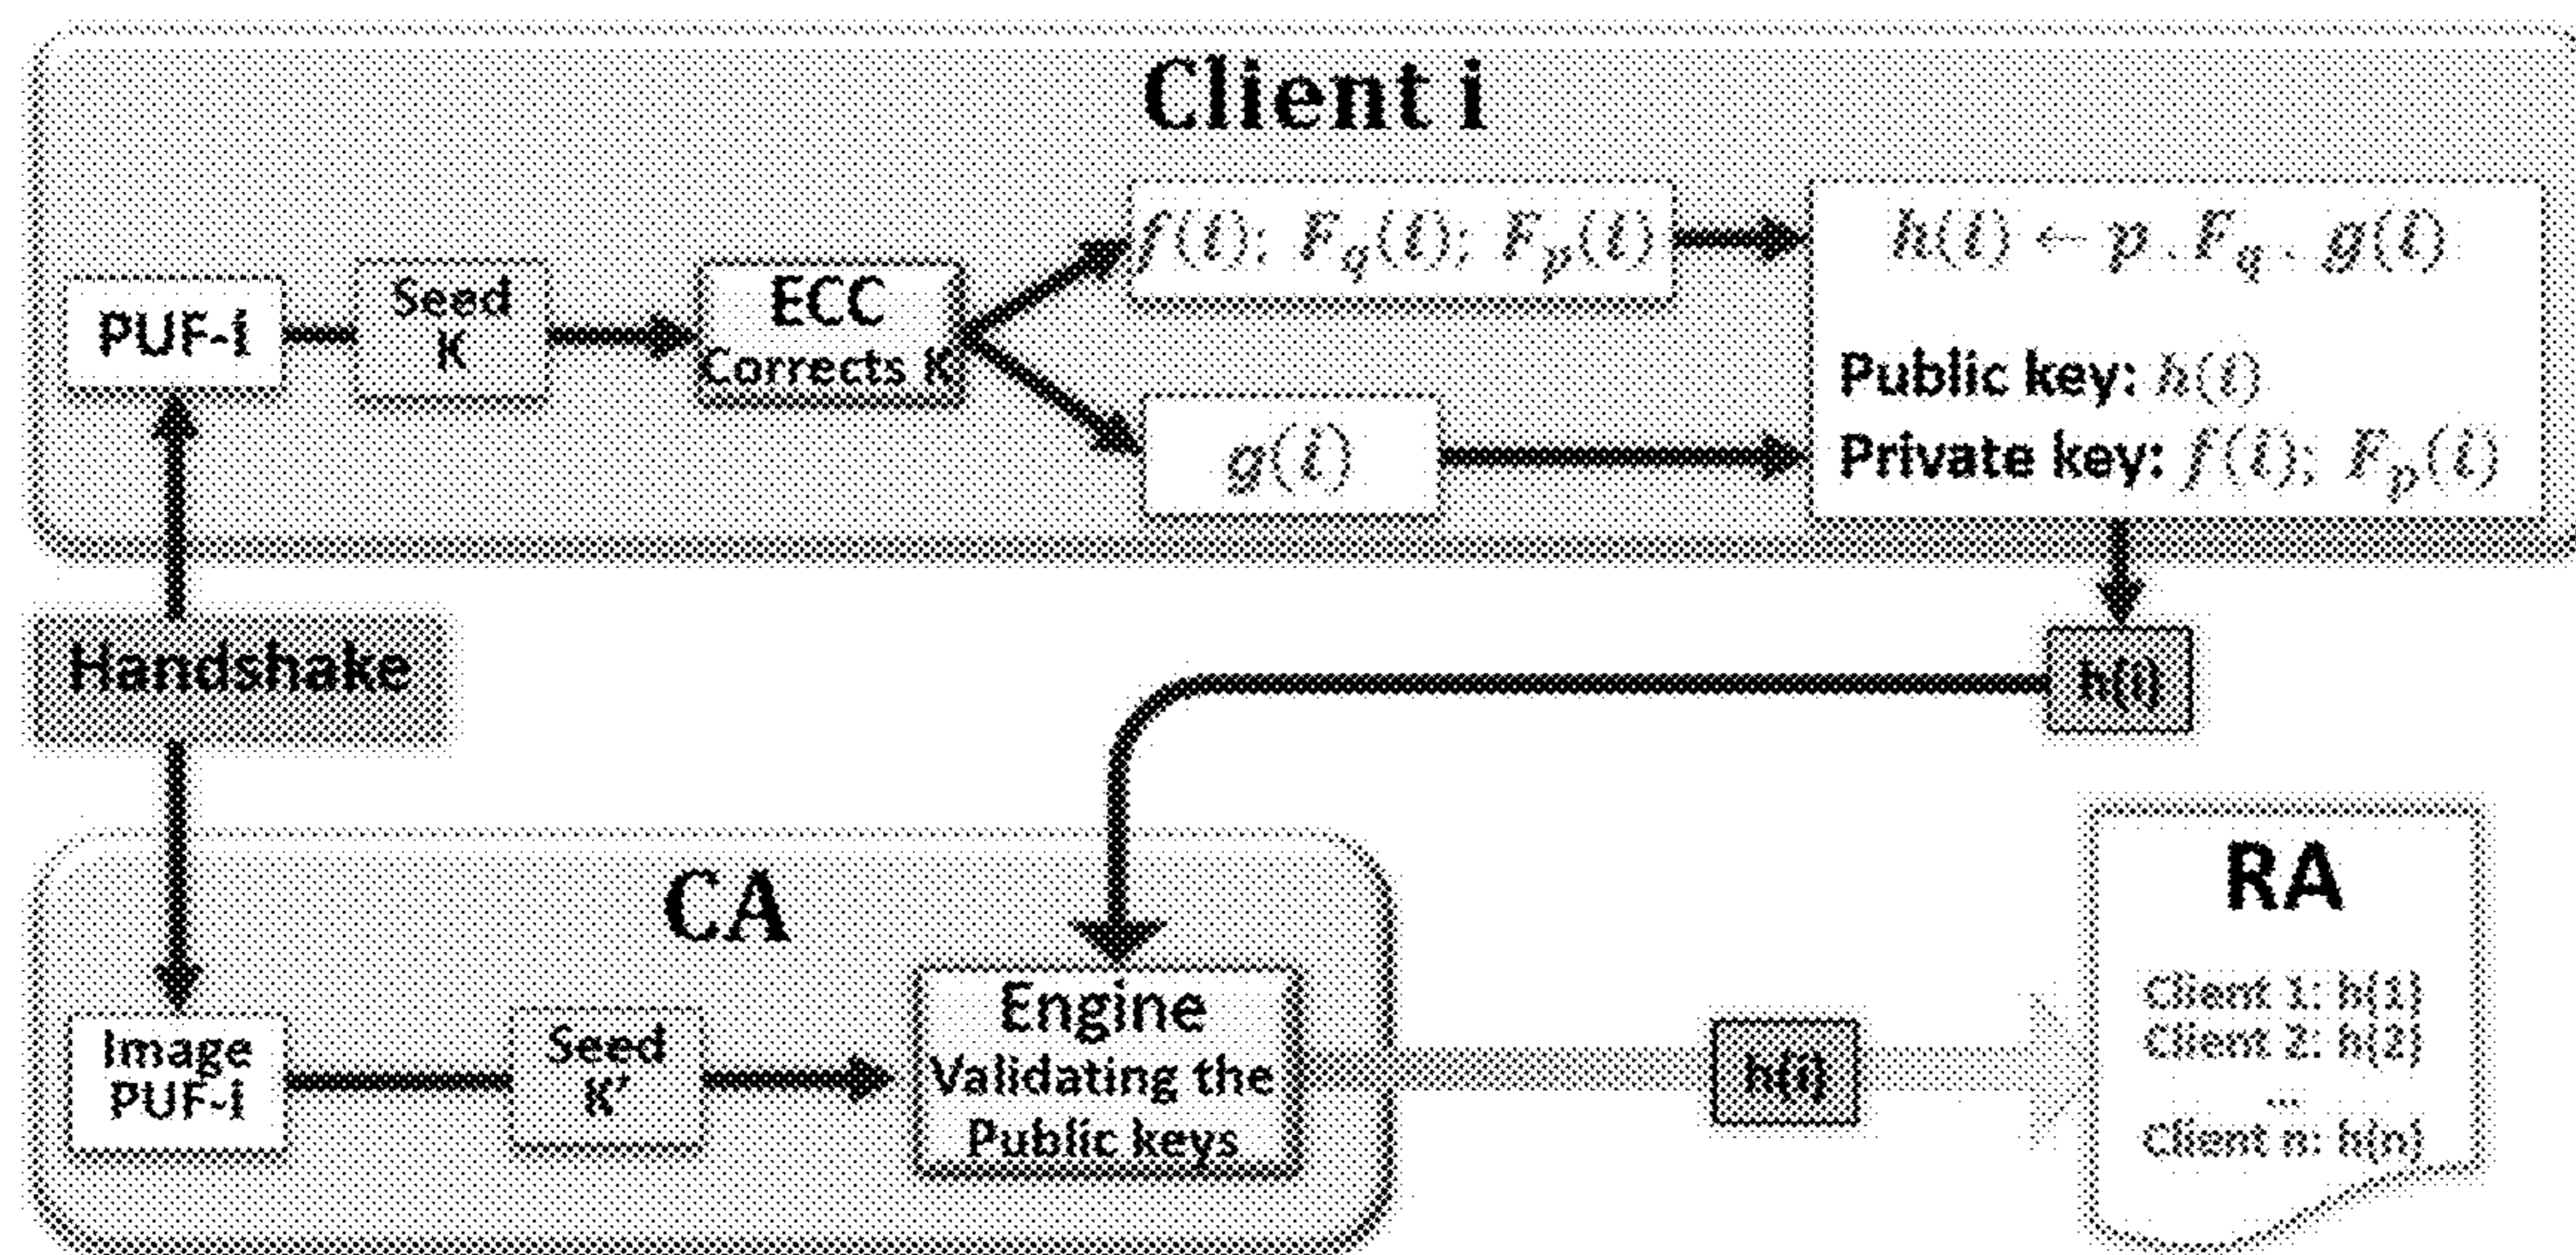 Client i
PUF-i
Seed
K
ECC
Corrects K
f(i); F_q(i); F_p(i)
g(i)
h(i) ← p . F_q . g(i)
Public key: h(i)
Private key: f(i); F_p(i)
Handshake
h(i)
CA
Image
PUF-i
Seed
K'
Engine
Validating the
Public keys
h(i)
RA
Client 1: h(1)
Client 2: h(2)
...
Client n: h(n)